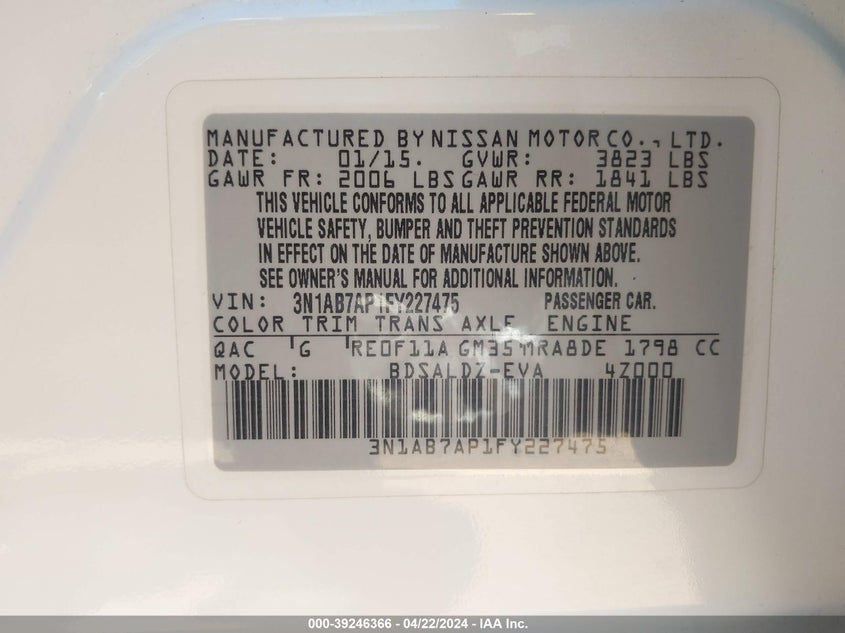 MANUFACTURED BY NISSAN MOTOR CO., LTD.
DATE: 01/15. GVWR: 3823 LBS
GAWR FR: 2006 LBS GAWR RR: 1841 LBS
THIS VEHICLE CONFORMS TO ALL APPLICABLE FEDERAL MOTOR
VEHICLE SAFETY, BUMPER AND THEFT PREVENTION STANDARDS
IN EFFECT ON THE DATE OF MANUFACTURE SHOWN ABOVE.
SEE OWNER'S MANUAL FOR ADDITIONAL INFORMATION.
VIN: 3N1AB7AP1FY227475 PASSENGER CAR.
COLOR TRIM TRANS AXLE ENGINE
QAC G RE0F11A GM35 MRA8DE 1798 CC
MODEL: BDSALDZ-EVA 4Z000
3N1AB7AP1FY227475
000-39246366 - 04/22/2024 - IAA Inc.